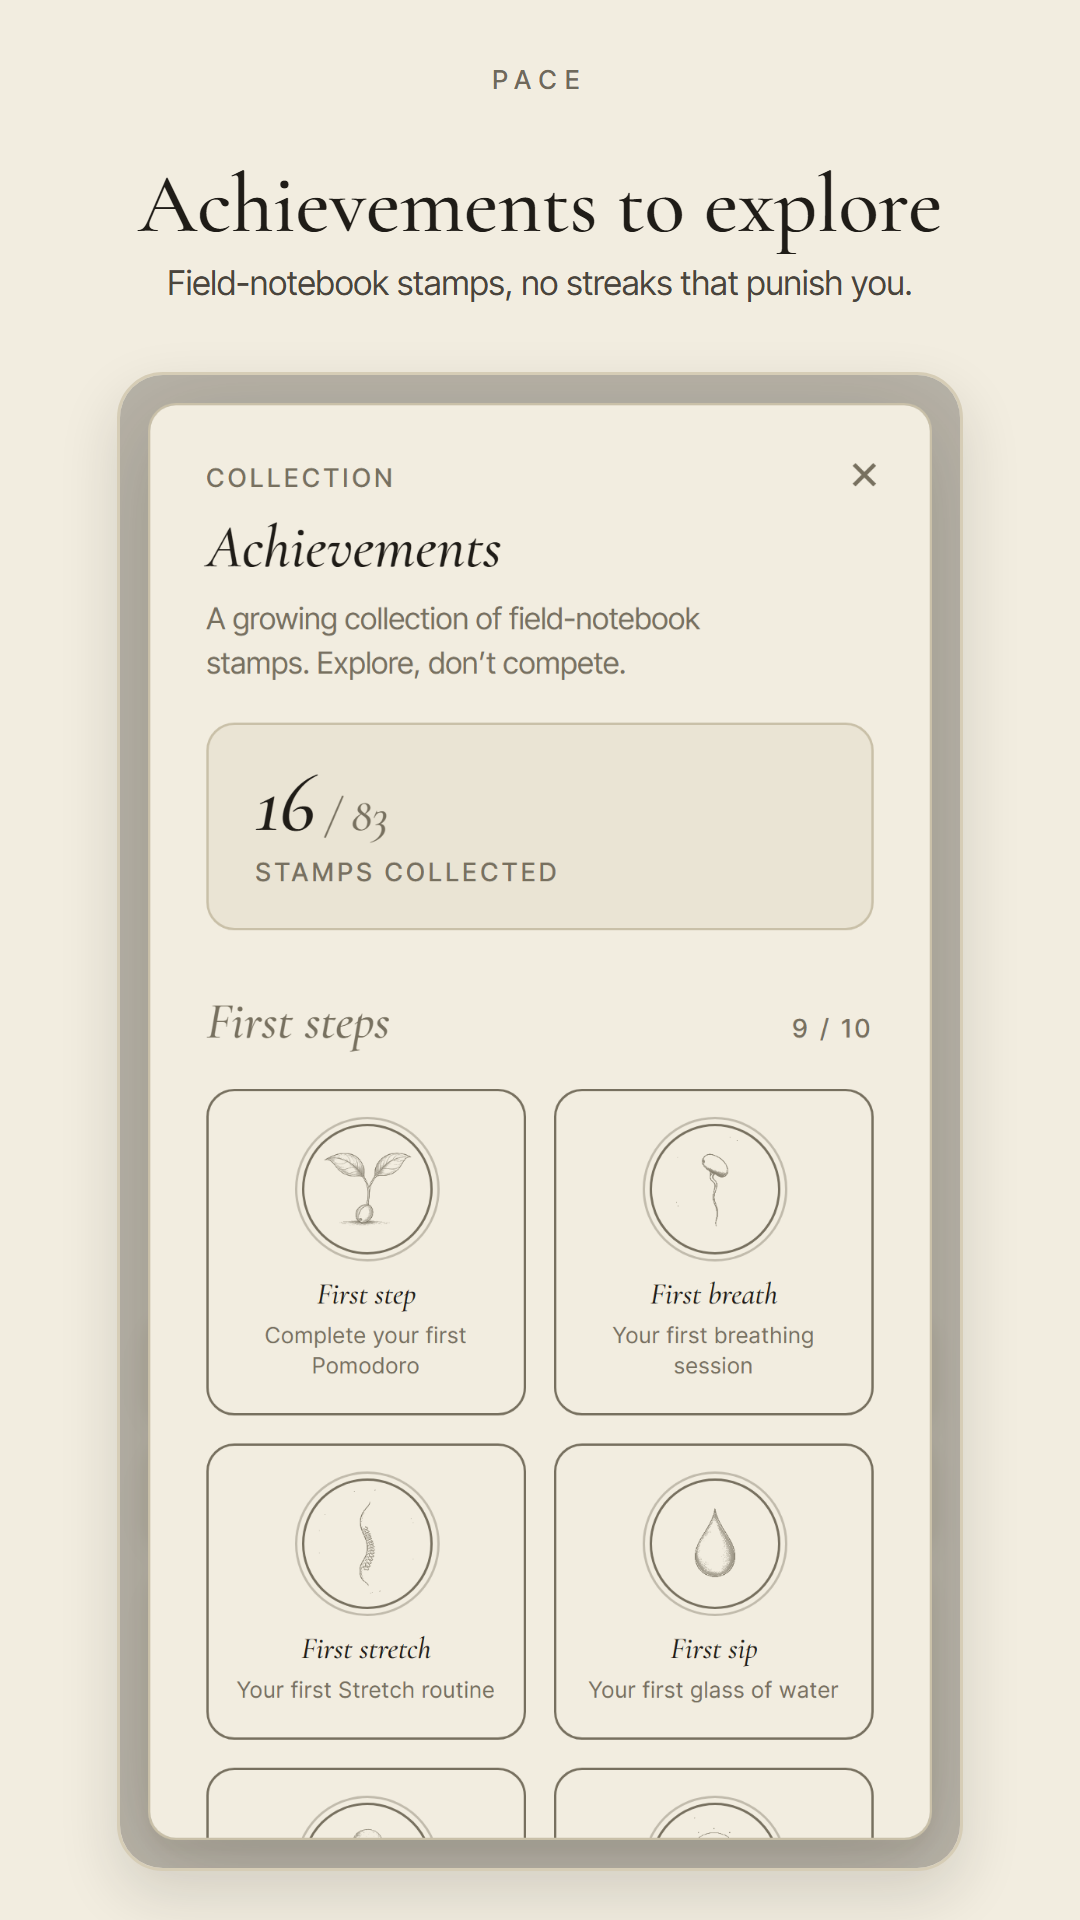 PACE
Achievements to explore
Field-notebook stamps, no streaks that punish you.
COLLECTION
Achievements
A growing collection of field-notebook
stamps. Explore, don’t compete.
16 / 83
STAMPS COLLECTED
First steps
9 / 10
First step
Complete your first
Pomodoro
First breath
Your first breathing
session
First stretch
Your first Stretch routine
First sip
Your first glass of water